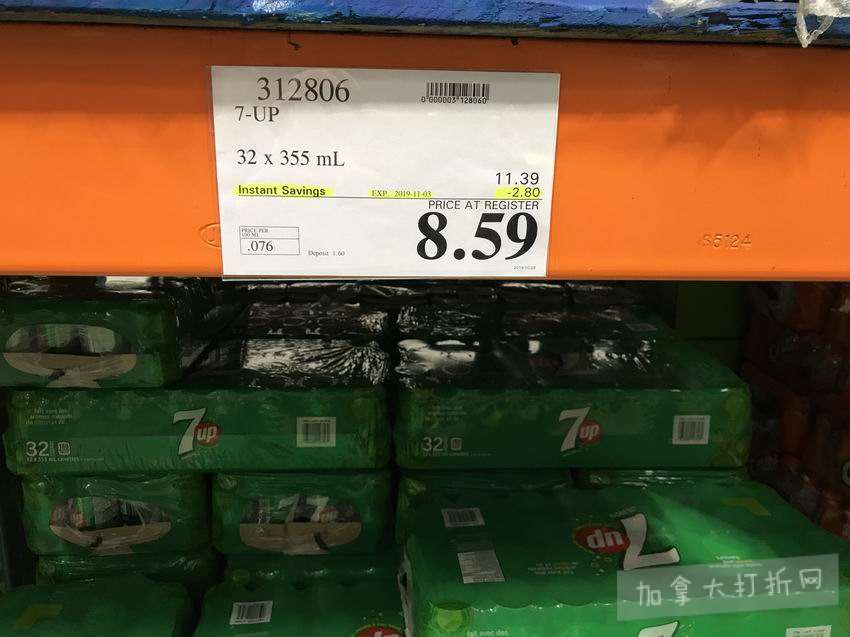 312806
0"000003"128060"
7-UP
32 x 355 mL
11.39
Instant Savings EXP. 2019-11-03 -2.80
PRICE AT REGISTER
8.59
PRICE PER
100 ML
.076
Deposit 1.60
S5124
7up
32
7up
32
7up
up
加拿大打折网